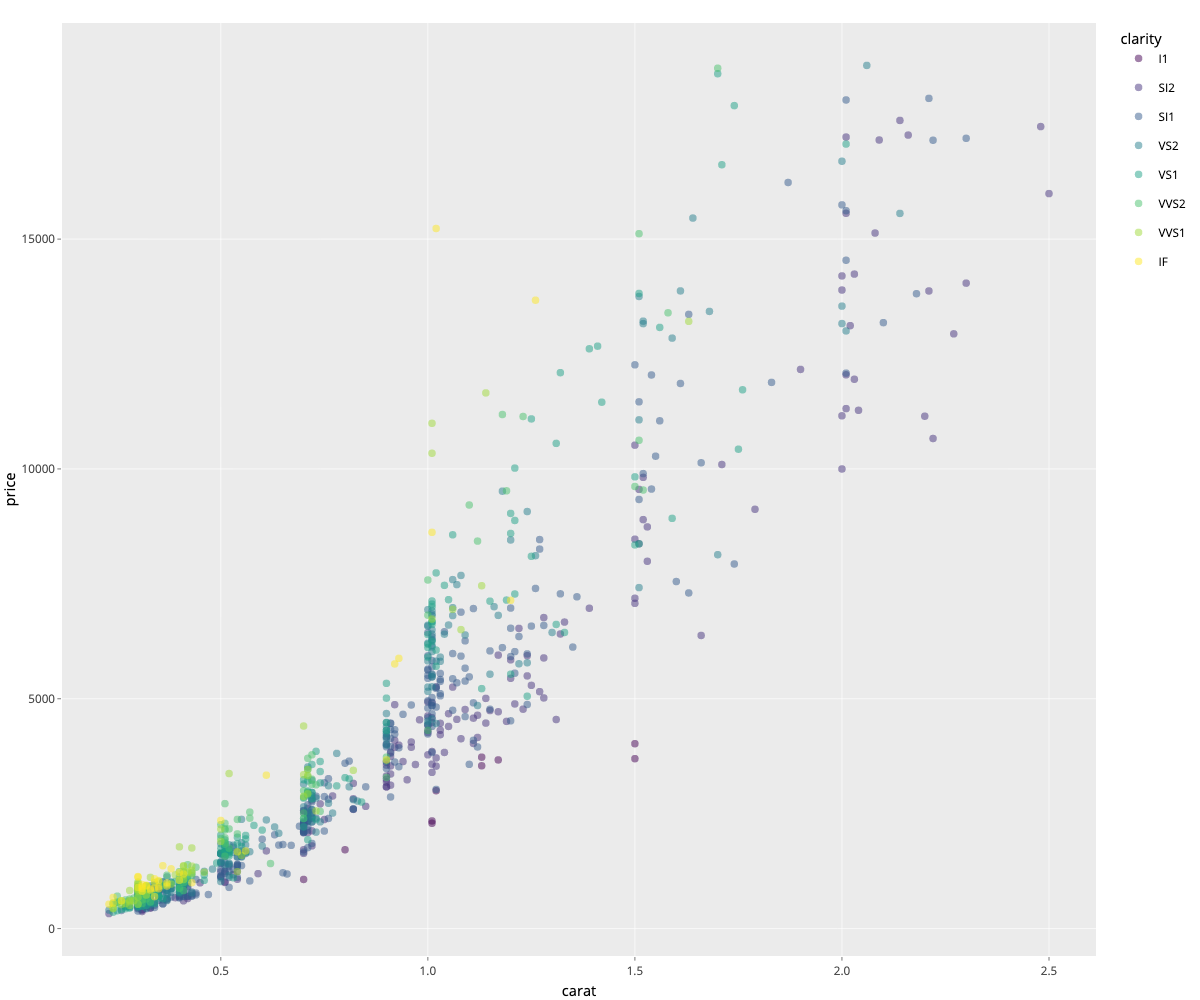 clarity
I1
SI2
SI1
VS2
VS1
VVS2
VVS1
IF
price
15000
10000
5000
0
0.5 1.0 1.5 2.0 2.5
carat